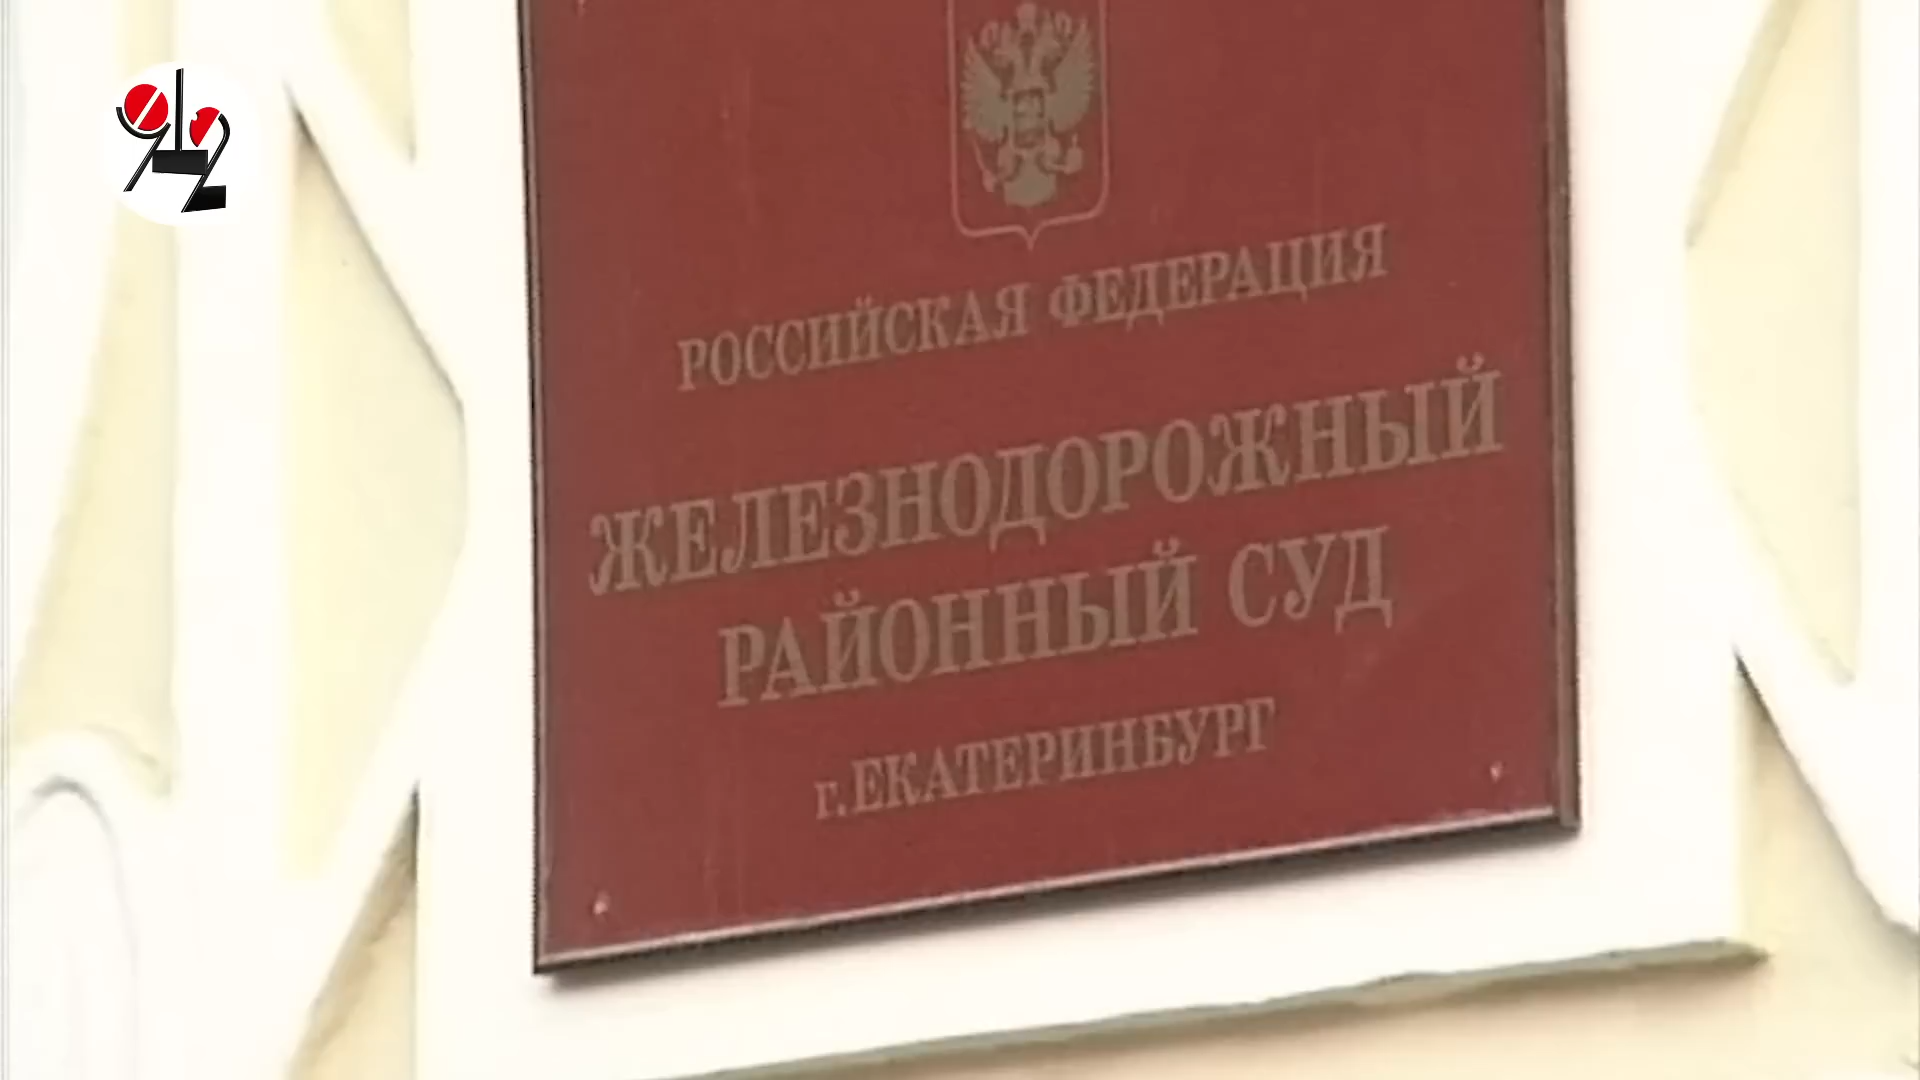 РОССИЙСКАЯ ФЕДЕРАЦИЯ
ЖЕЛЕЗНОДОРОЖНЫЙ
РАЙОННЫЙ СУД
г.ЕКАТЕРИНБУРГ